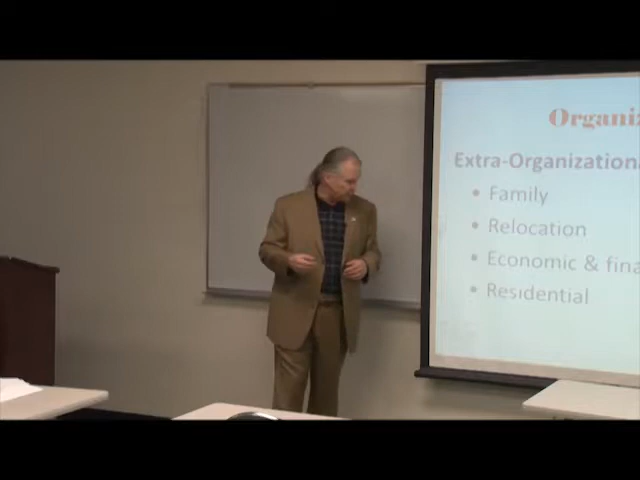 Organiz
Extra-Organizationa
• Family
• Relocation
• Economic & fina
• Residential